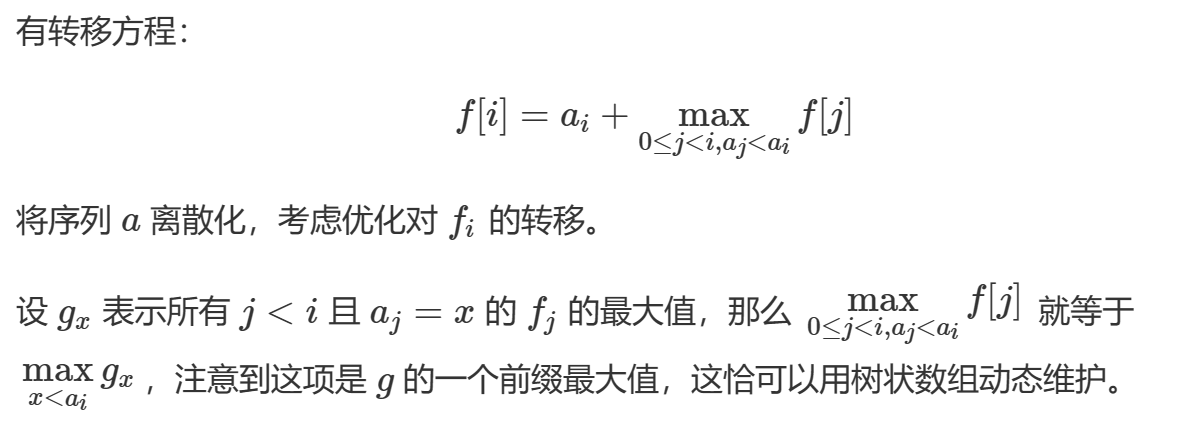 有转移方程：
f[i] = a_i + max_{0≤j<i,a_j<a_i} f[j]
将序列 a 离散化，考虑优化对 f_i 的转移。
设 g_x 表示所有 j < i 且 a_j = x 的 f_j 的最大值，那么 max_{0≤j<i,a_j<a_i} f[j] 就等于
max_{x<a_i} g_x ，注意到这项是 g 的一个前缀最大值，这恰可以用树状数组动态维护。